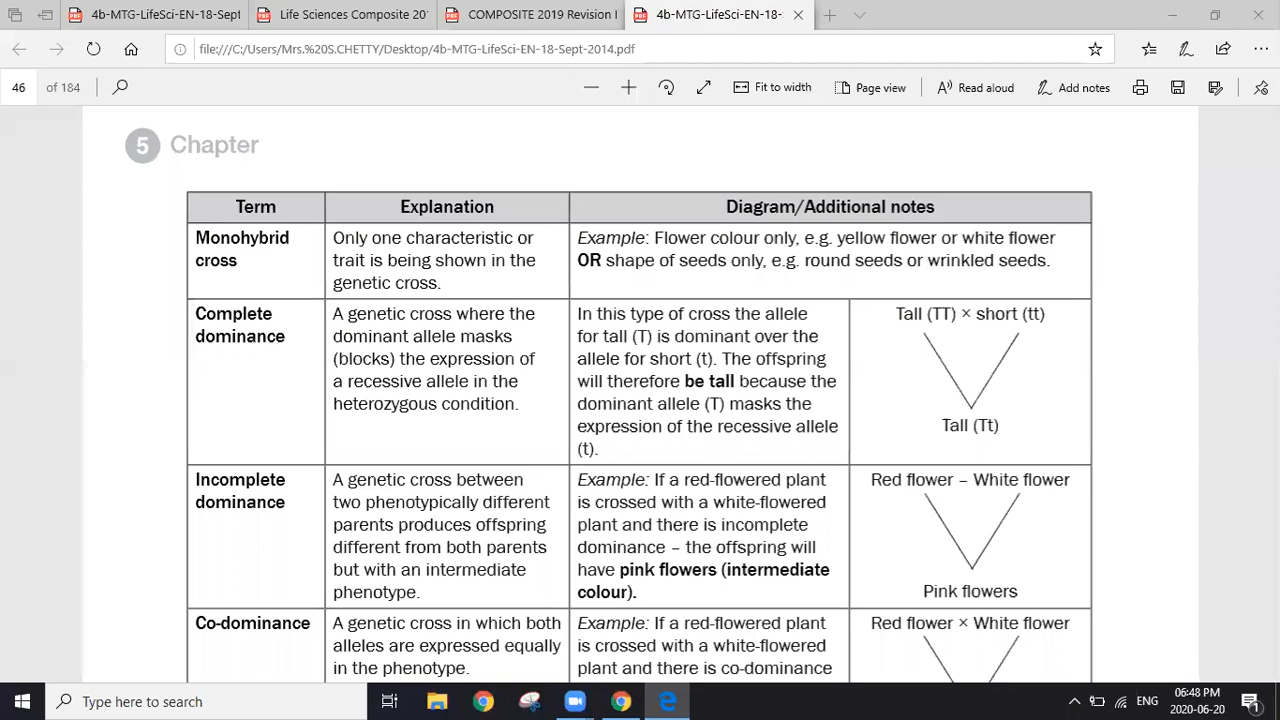 4b-MTG-LifeSci-EN-18-Sept
Life Sciences Composite 20
COMPOSITE 2019 Revision
4b-MTG-LifeSci-EN-18-
file:///C:/Users/Mrs.%20S.CHETTY/Desktop/4b-MTG-LifeSci-EN-18-Sept-2014.pdf
46 of 184
Fit to width
Page view
Read aloud
Add notes
5 Chapter
Term
Explanation
Diagram/Additional notes
Monohybrid
cross
Only one characteristic or
trait is being shown in the
genetic cross.
Example: Flower colour only, e.g. yellow flower or white flower
OR shape of seeds only, e.g. round seeds or wrinkled seeds.
Complete
dominance
A genetic cross where the
dominant allele masks
(blocks) the expression of
a recessive allele in the
heterozygous condition.
In this type of cross the allele
for tall (T) is dominant over the
allele for short (t). The offspring
will therefore be tall because the
dominant allele (T) masks the
expression of the recessive allele
(t).
Tall (TT) × short (tt)
Tall (Tt)
Incomplete
dominance
A genetic cross between
two phenotypically different
parents produces offspring
different from both parents
but with an intermediate
phenotype.
Example: If a red-flowered plant
is crossed with a white-flowered
plant and there is incomplete
dominance – the offspring will
have pink flowers (intermediate
colour).
Red flower – White flower
Pink flowers
Co-dominance
A genetic cross in which both
alleles are expressed equally
in the phenotype.
Example: If a red-flowered plant
is crossed with a white-flowered
plant and there is co-dominance
Red flower × White flower
Type here to search
ENG
06:48 PM
2020-06-20